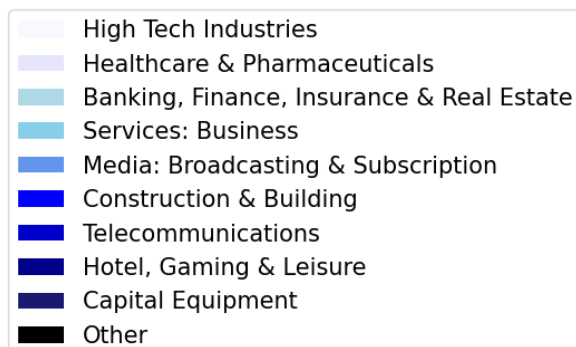 High Tech Industries
Healthcare & Pharmaceuticals
Banking, Finance, Insurance & Real Estate
Services: Business
Media: Broadcasting & Subscription
Construction & Building
Telecommunications
Hotel, Gaming & Leisure
Capital Equipment
Other